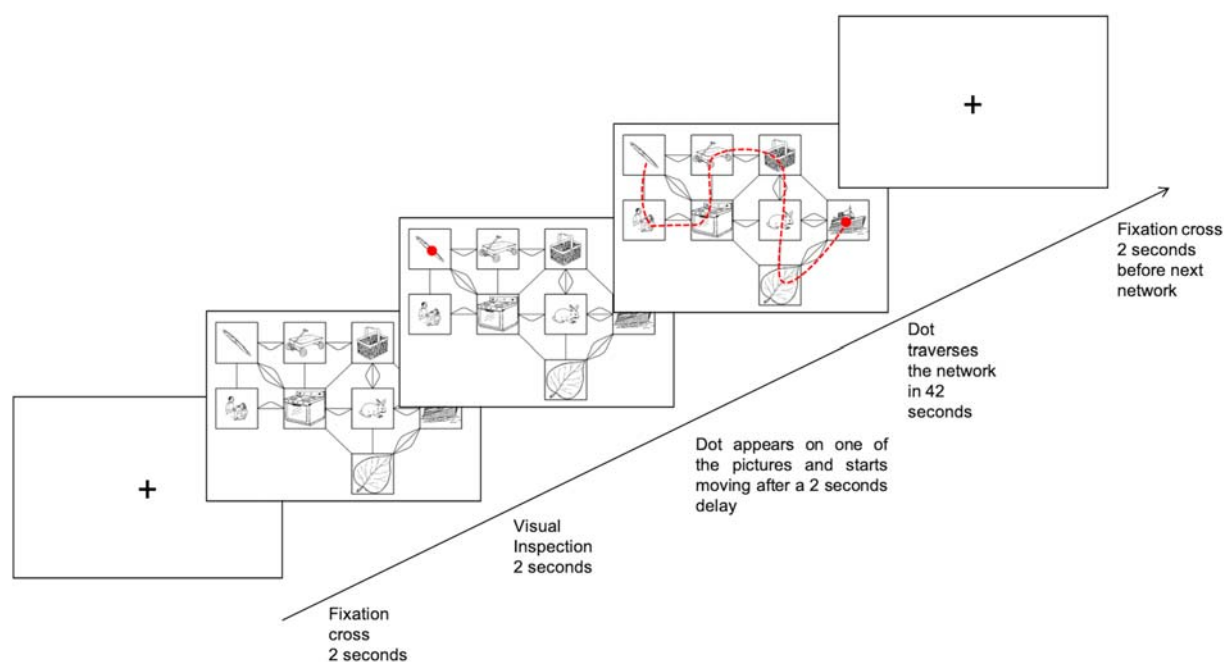 Fixation
cross
2 seconds
Visual
Inspection
2 seconds
Dot appears on one of
the pictures and starts
moving after a 2 seconds
delay
Dot
traverses
the network
in 42
seconds
Fixation cross
2 seconds
before next
network